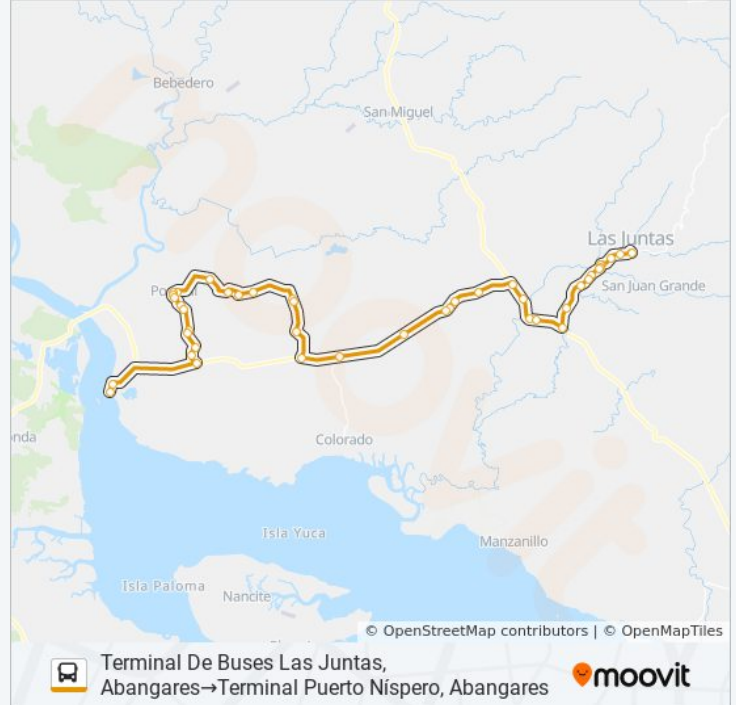 Bebedero
San Miguel
Las Juntas
San Juan Grande
Colorado
Isla Yuca
Manzanillo
Isla Paloma
Nancite
© OpenStreetMap contributors | © OpenMapTiles
Terminal De Buses Las Juntas,
Abangares→Terminal Puerto Níspero, Abangares
moovit